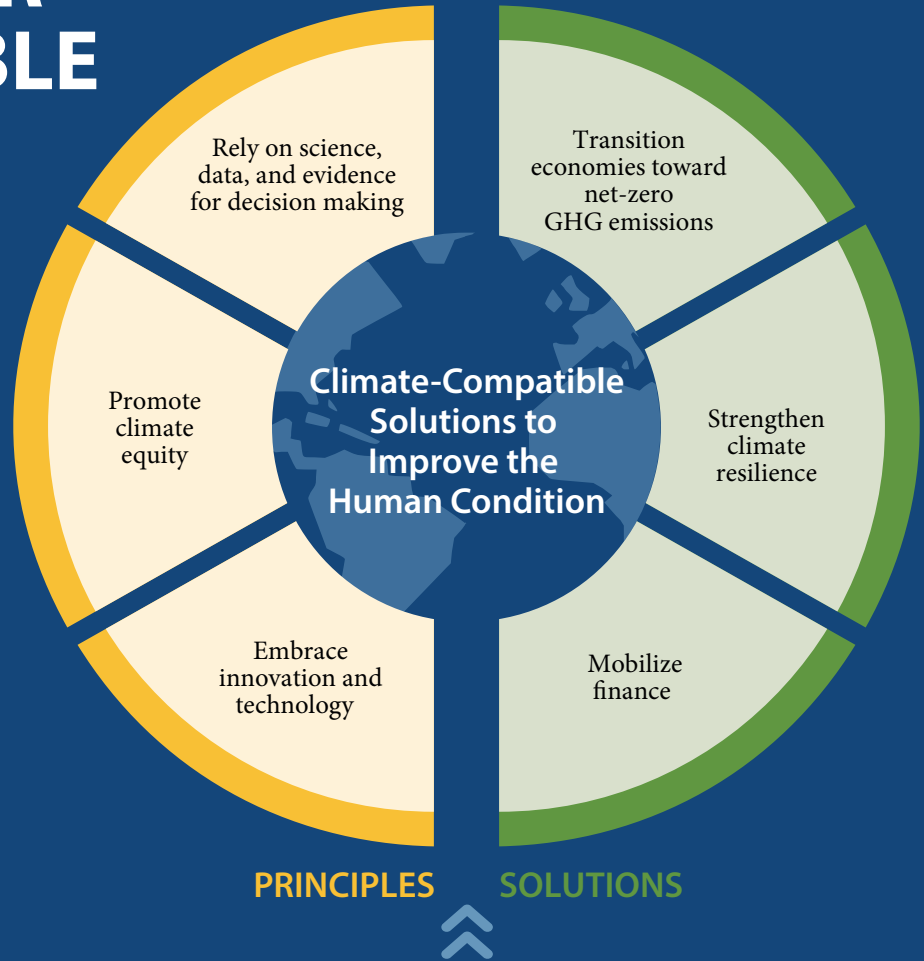 Rely on science,
data, and evidence
for decision making
Promote
climate
equity
Embrace
innovation and
technology
Transition
economies toward
net-zero
GHG emissions
Strengthen
climate
resilience
Mobilize
finance
Climate-Compatible
Solutions to
Improve the
Human Condition
PRINCIPLES
SOLUTIONS